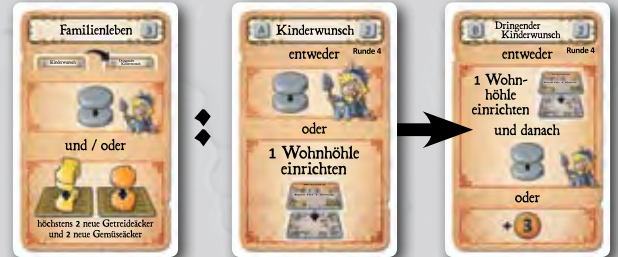 Familienleben 3
Kinderwunsch
Dringender
Kinderwunsch
und / oder
höchstens 2 neue Getreideäcker
und 2 neue Gemüseäcker
:
A Kinderwunsch 2
entweder Runde 4
oder
1 Wohnhöhle
einrichten
B Dringender
Kinderwunsch 2
entweder Runde 4
1 Wohn-
höhle
einrichten
und danach
oder
+ 3